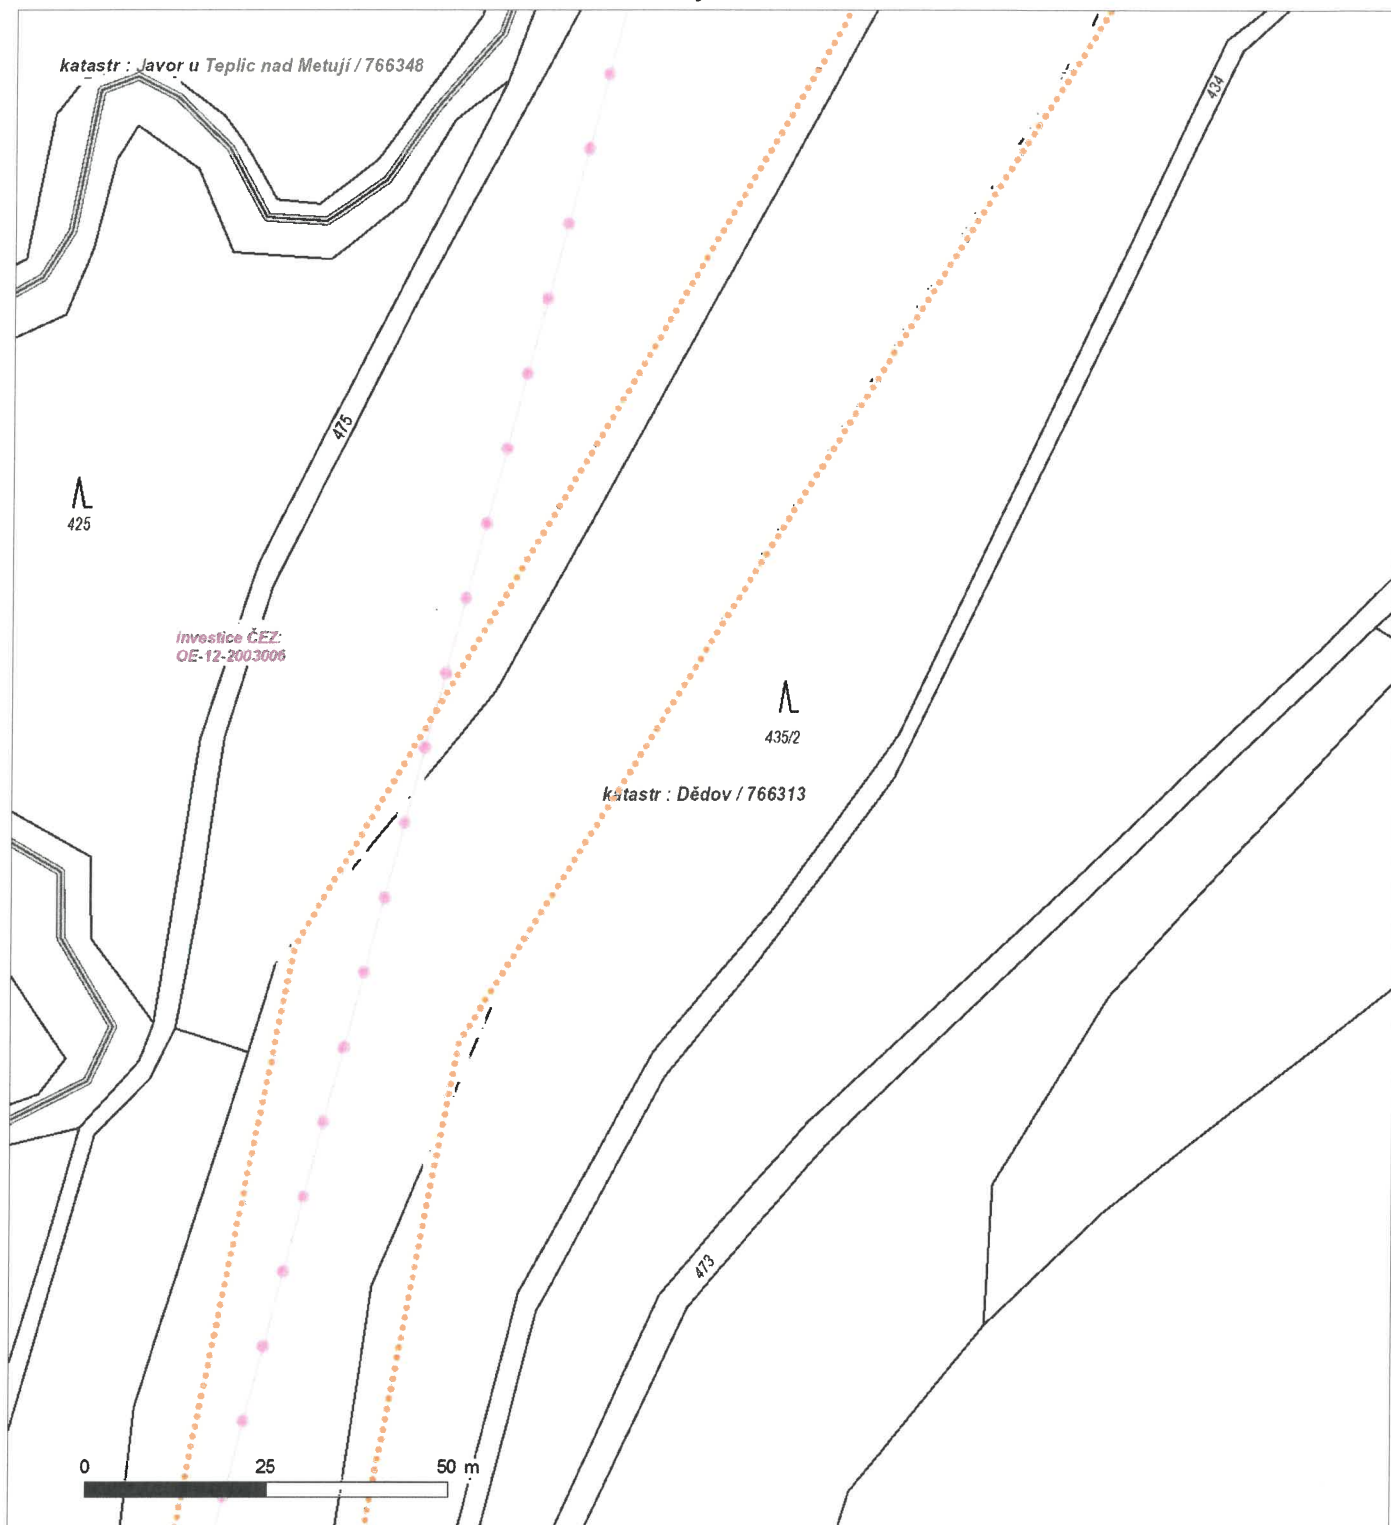 katastr : Javor u Teplic nad Metují / 766348
434
475
425
investice ČEZ:
OE-12-2003006
435/2
katastr : Dědov / 766313
473
0 25 50 m